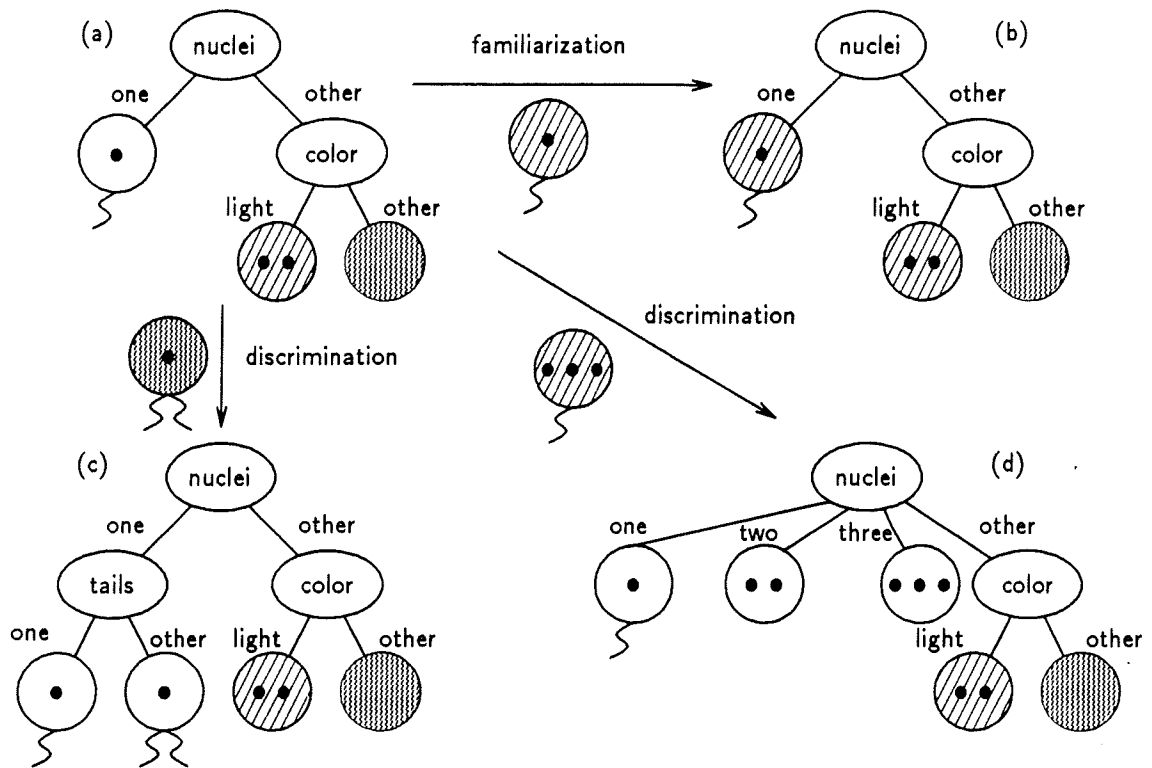 (a)
nuclei
familiarization
nuclei
(b)
one
other
one
other
color
color
light
other
light
other
discrimination
discrimination
(c)
nuclei
nuclei
(d)
one
other
one
two
three
other
tails
color
color
one
other
light
other
light
other